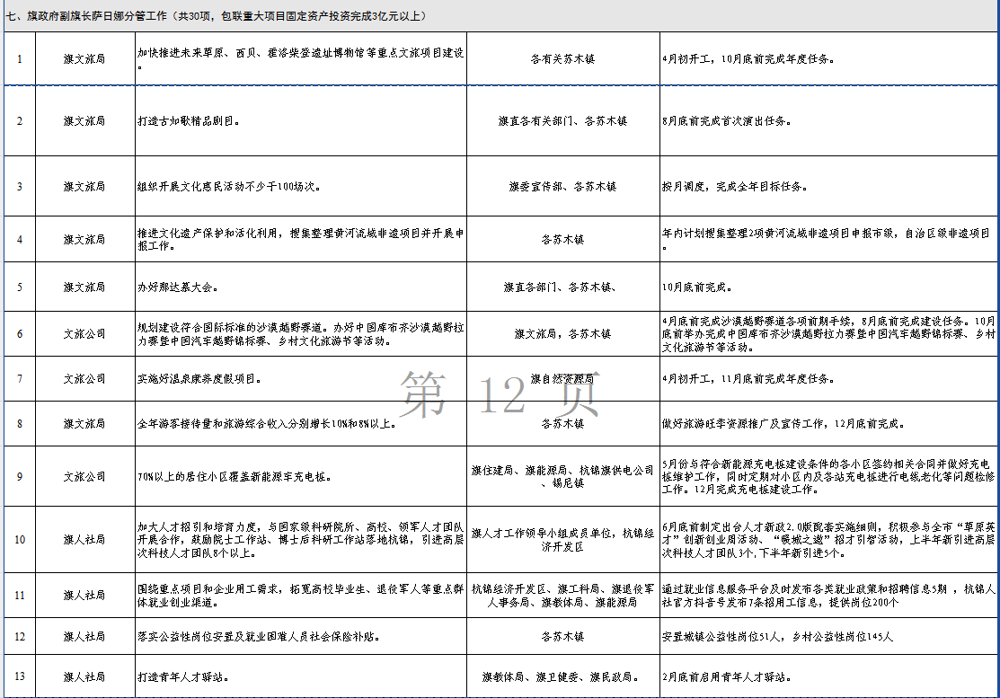 七、旗政府副旗长萨日娜分管工作（共30项，包联重大项目固定资产投资完成3亿元以上）
1
旗文旅局
加快推进未来草原、西贝、霍洛柴登遗址博物馆等重点文旅项目建设
。
各有关苏木镇
4月初开工，10月底前完成年度任务。
2
旗文旅局
打造古如歌精品剧目。
旗直各有关部门、各苏木镇
8月底前完成首次演出任务。
3
旗文旅局
组织开展文化惠民活动不少于100场次。
旗委宣传部、各苏木镇
按月调度，完成全年目标任务。
4
旗文旅局
推进文化遗产保护和活化利用，搜集整理黄河流域非遗项目并开展申
报工作。
各苏木镇
年内计划搜集整理2项黄河流域非遗项目申报市级，自治区级非遗项目
。
5
旗文旅局
办好那达慕大会。
旗直各部门、各苏木镇、
10月底前完成。
6
文旅公司
规划建设符合国际标准的沙漠越野赛道。办好中国库布齐沙漠越野拉
力赛暨中国汽车越野锦标赛、乡村文化旅游节等活动。
旗文旅局，各苏木镇
4月底前完成沙漠越野赛道各项前期手续，8月底前完成建设任务。10月
底前举办完成中国库布齐沙漠越野拉力赛暨中国汽车越野锦标赛、乡村
文化旅游节等活动。
7
文旅公司
实施好温泉康养度假项目。
旗自然资源局
4月初开工，11月底前完成年度任务。
第 12 页
8
旗文旅局
全年游客接待量和旅游综合收入分别增长10%和8%以上。
各苏木镇
做好旅游旺季资源推广及宣传工作，12月底前完成。
9
文旅公司
70%以上的居住小区覆盖新能源车充电桩。
旗住建局、旗能源局、杭锦旗供电公司
、锡尼镇
5月份与符合新能源充电桩建设条件的各小区签约相关合同并做好充电
桩维护工作，同时定期对小区内及各站充电桩进行电线老化等问题检修
工作。12月完成充电桩建设工作。
10
旗人社局
加大人才招引和培育力度，与国家级科研院所、高校、领军人才团队
开展合作，鼓励院士工作站、博士后科研工作站落地杭锦，引进高层
次科技人才团队8个以上。
旗人才工作领导小组成员单位，杭锦经
济开发区
6月底前制定出台人才新政2.0版配套实施细则，积极参与全市“草原英
才”创新创业周活动、“暖城之邀”招才引智活动，上半年新引进高层
次科技人才团队3个,下半年新引进5个。
11
旗人社局
围绕重点项目和企业用工需求，拓宽高校毕业生、退役军人等重点群
体就业创业渠道。
杭锦经济开发区、旗工科局、旗退役军
人事务局、旗教体局、旗能源局
通过就业信息服务平台及时发布各类就业政策和招聘信息5期 ，杭锦人
社官方抖音号发布7条招用工信息，提供岗位200个
12
旗人社局
落实公益性岗位安置及就业困难人员社会保险补贴。
各苏木镇
安置城镇公益性岗位51人，乡村公益性岗位145人
13
旗人社局
打造青年人才驿站。
旗教体局、旗卫健委、旗民政局。
2月底前启用青年人才驿站。